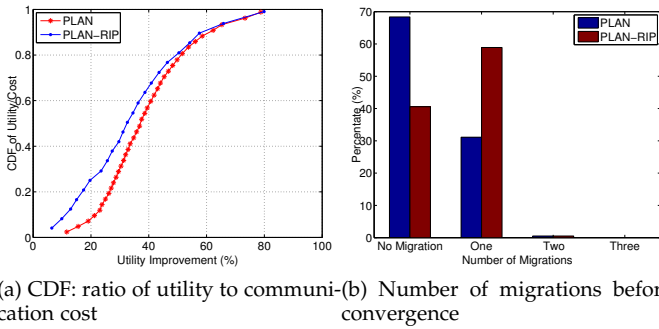 PLAN
PLAN−RIP
CDF of Utility/Cost
1
0.8
0.6
0.4
0.2
0
0 20 40 60 80 100
Utility Improvement (%)
PLAN
PLAN−RIP
Percentate (%)
70
60
50
40
30
20
10
0
No Migration One Two Three
Number of Migrations
(a) CDF: ratio of utility to communi-
cation cost
(b) Number of migrations befor
convergence